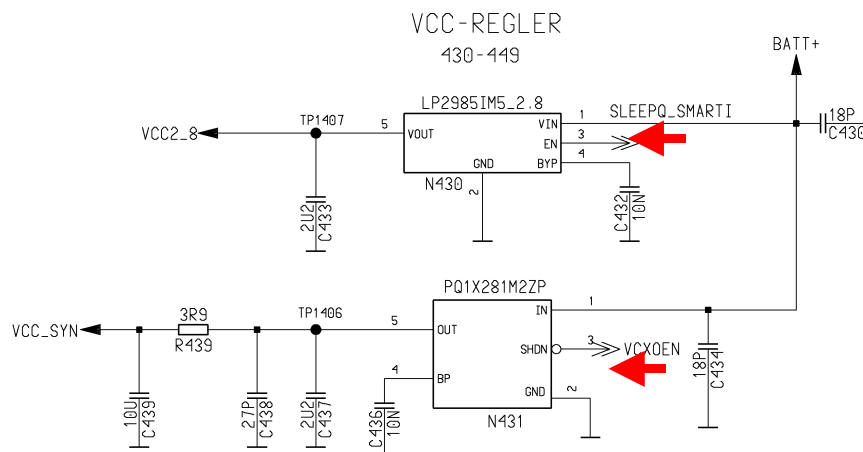 VCC-REGLER
430-449
BATT+
LP2985IM5_2.8
TP1407
5
VOUT
VIN
1
SLEEPQ_SMARTI
18P
C430
VCC2_8
EN
3
BYP
4
GND
N430
2
2U2
C433
C432
10N
PQ1X281M2ZP
3R9
TP1406
5
OUT
IN
1
VCC_SYN
R439
SHDN
3
VCXOEN
4
BP
GND
2
N431
10U
C439
27P
C438
2U2
C437
C436
10N
18P
C434